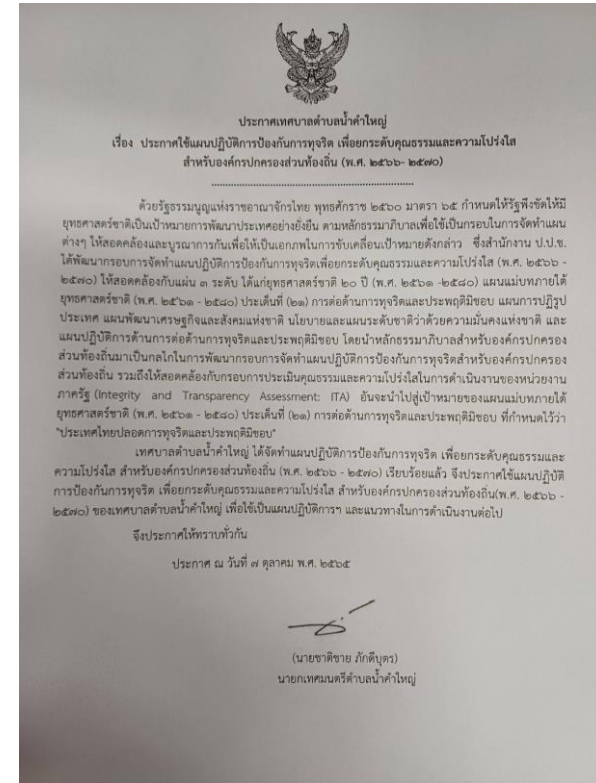 ประกาศเทศบาลตำบลน้ำคำใหญ่
เรื่อง ประกาศใช้แผนปฏิบัติการป้องกันการทุจริต เพื่อยกระดับคุณธรรมและความโปร่งใส
สำหรับองค์กรปกครองส่วนท้องถิ่น (พ.ศ. ๒๕๖๖- ๒๕๗๐)
ด้วยรัฐธรรมนูญแห่งราชอาณาจักรไทย พุทธศักราช ๒๕๖๐ มาตรา ๖๕ กำหนดให้รัฐพึงจัดให้มี
ยุทธศาสตร์ชาติเป็นเป้าหมายการพัฒนาประเทศอย่างยั่งยืน ตามหลักธรรมาภิบาลเพื่อใช้เป็นกรอบในการจัดทำแผน
ต่างๆ ให้สอดคล้องและบูรณาการกันเพื่อให้เป็นเอกภาพในการขับเคลื่อนเป้าหมายดังกล่าว ซึ่งสำนักงาน ป.ป.ช.
ได้พัฒนากรอบการจัดทำแผนปฏิบัติการป้องกันการทุจริตเพื่อยกระดับคุณธรรมและความโปร่งใส (พ.ศ. ๒๕๖๖ -
๒๕๗๐) ให้สอดคล้องกับแผน ๓ ระดับ ได้แก่ยุทธศาสตร์ชาติ ๒๐ ปี (พ.ศ. ๒๕๖๑ -๒๕๘๐) แผนแม่บทภายใต้
ยุทธศาสตร์ชาติ (พ.ศ. ๒๕๖๑ - ๒๕๘๐) ประเด็นที่ (๒๑) การต่อต้านการทุจริตและประพฤติมิชอบ แผนการปฏิรูป
ประเทศ แผนพัฒนาเศรษฐกิจและสังคมแห่งชาติ นโยบายและแผนระดับชาติว่าด้วยความมั่นคงแห่งชาติ และ
แผนปฏิบัติการด้านการต่อต้านการทุจริตและประพฤติมิชอบ โดยนำหลักธรรมาภิบาลสำหรับองค์กรปกครอง
ส่วนท้องถิ่นมาเป็นกลไกในการพัฒนากรอบการจัดทำแผนปฏิบัติการป้องกันการทุจริตสำหรับองค์กรปกครอง
ส่วนท้องถิ่น รวมถึงให้สอดคล้องกับกรอบการประเมินคุณธรรมและความโปร่งใสในการดำเนินงานของหน่วยงาน
ภาครัฐ (Integrity and Transparency Assessment: ITA) อันจะนำไปสู่เป้าหมายของแผนแม่บทภายใต้
ยุทธศาสตร์ชาติ (พ.ศ. ๒๕๖๑ - ๒๕๘๐) ประเด็นที่ (๒๑) การต่อต้านการทุจริตและประพฤติมิชอบ ที่กำหนดไว้ว่า
"ประเทศไทยปลอดการทุจริตและประพฤติมิชอบ"
เทศบาลตำบลน้ำคำใหญ่ ได้จัดทำแผนปฏิบัติการป้องกันการทุจริต เพื่อยกระดับคุณธรรมและ
ความโปร่งใส สำหรับองค์กรปกครองส่วนท้องถิ่น (พ.ศ. ๒๕๖๖ - ๒๕๗๐) เรียบร้อยแล้ว จึงประกาศใช้แผนปฏิบัติ
การป้องกันการทุจริต เพื่อยกระดับคุณธรรมและความโปร่งใส สำหรับองค์กรปกครองส่วนท้องถิ่น(พ.ศ. ๒๕๖๖ -
๒๕๗๐) ของเทศบาลตำบลน้ำคำใหญ่ เพื่อใช้เป็นแผนปฏิบัติการฯ และแนวทางในการดำเนินงานต่อไป
จึงประกาศให้ทราบทั่วกัน
ประกาศ ณ วันที่ ๗ ตุลาคม พ.ศ. ๒๕๖๕
(นายชาติชาย ภักดีบุตร)
นายกเทศมนตรีตำบลน้ำคำใหญ่